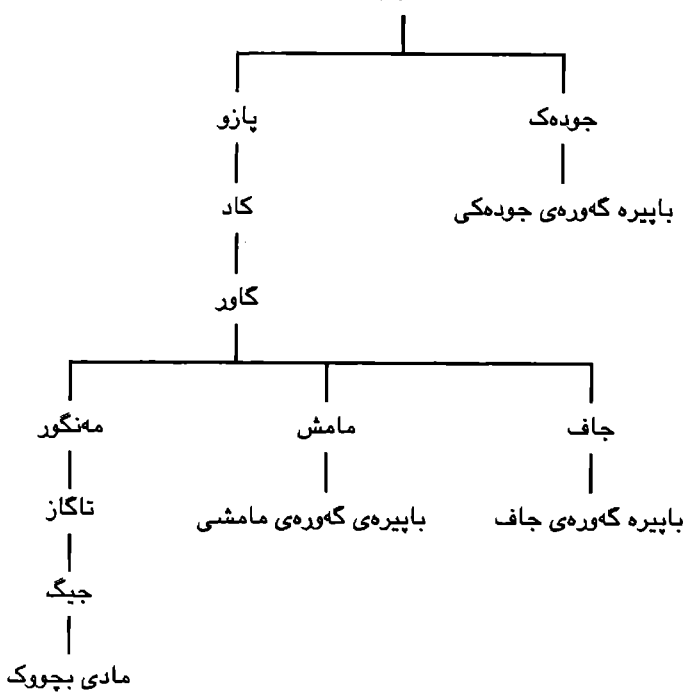 جودەک
پازو
باپیرە گەورەی جودەکی
کاد
گاور
جاف
مامش
مەنگور
باپیرە گەورەی جاف
باپیرەی گەورەی مامشی
تاگاز
جیگ
مادی بچووک